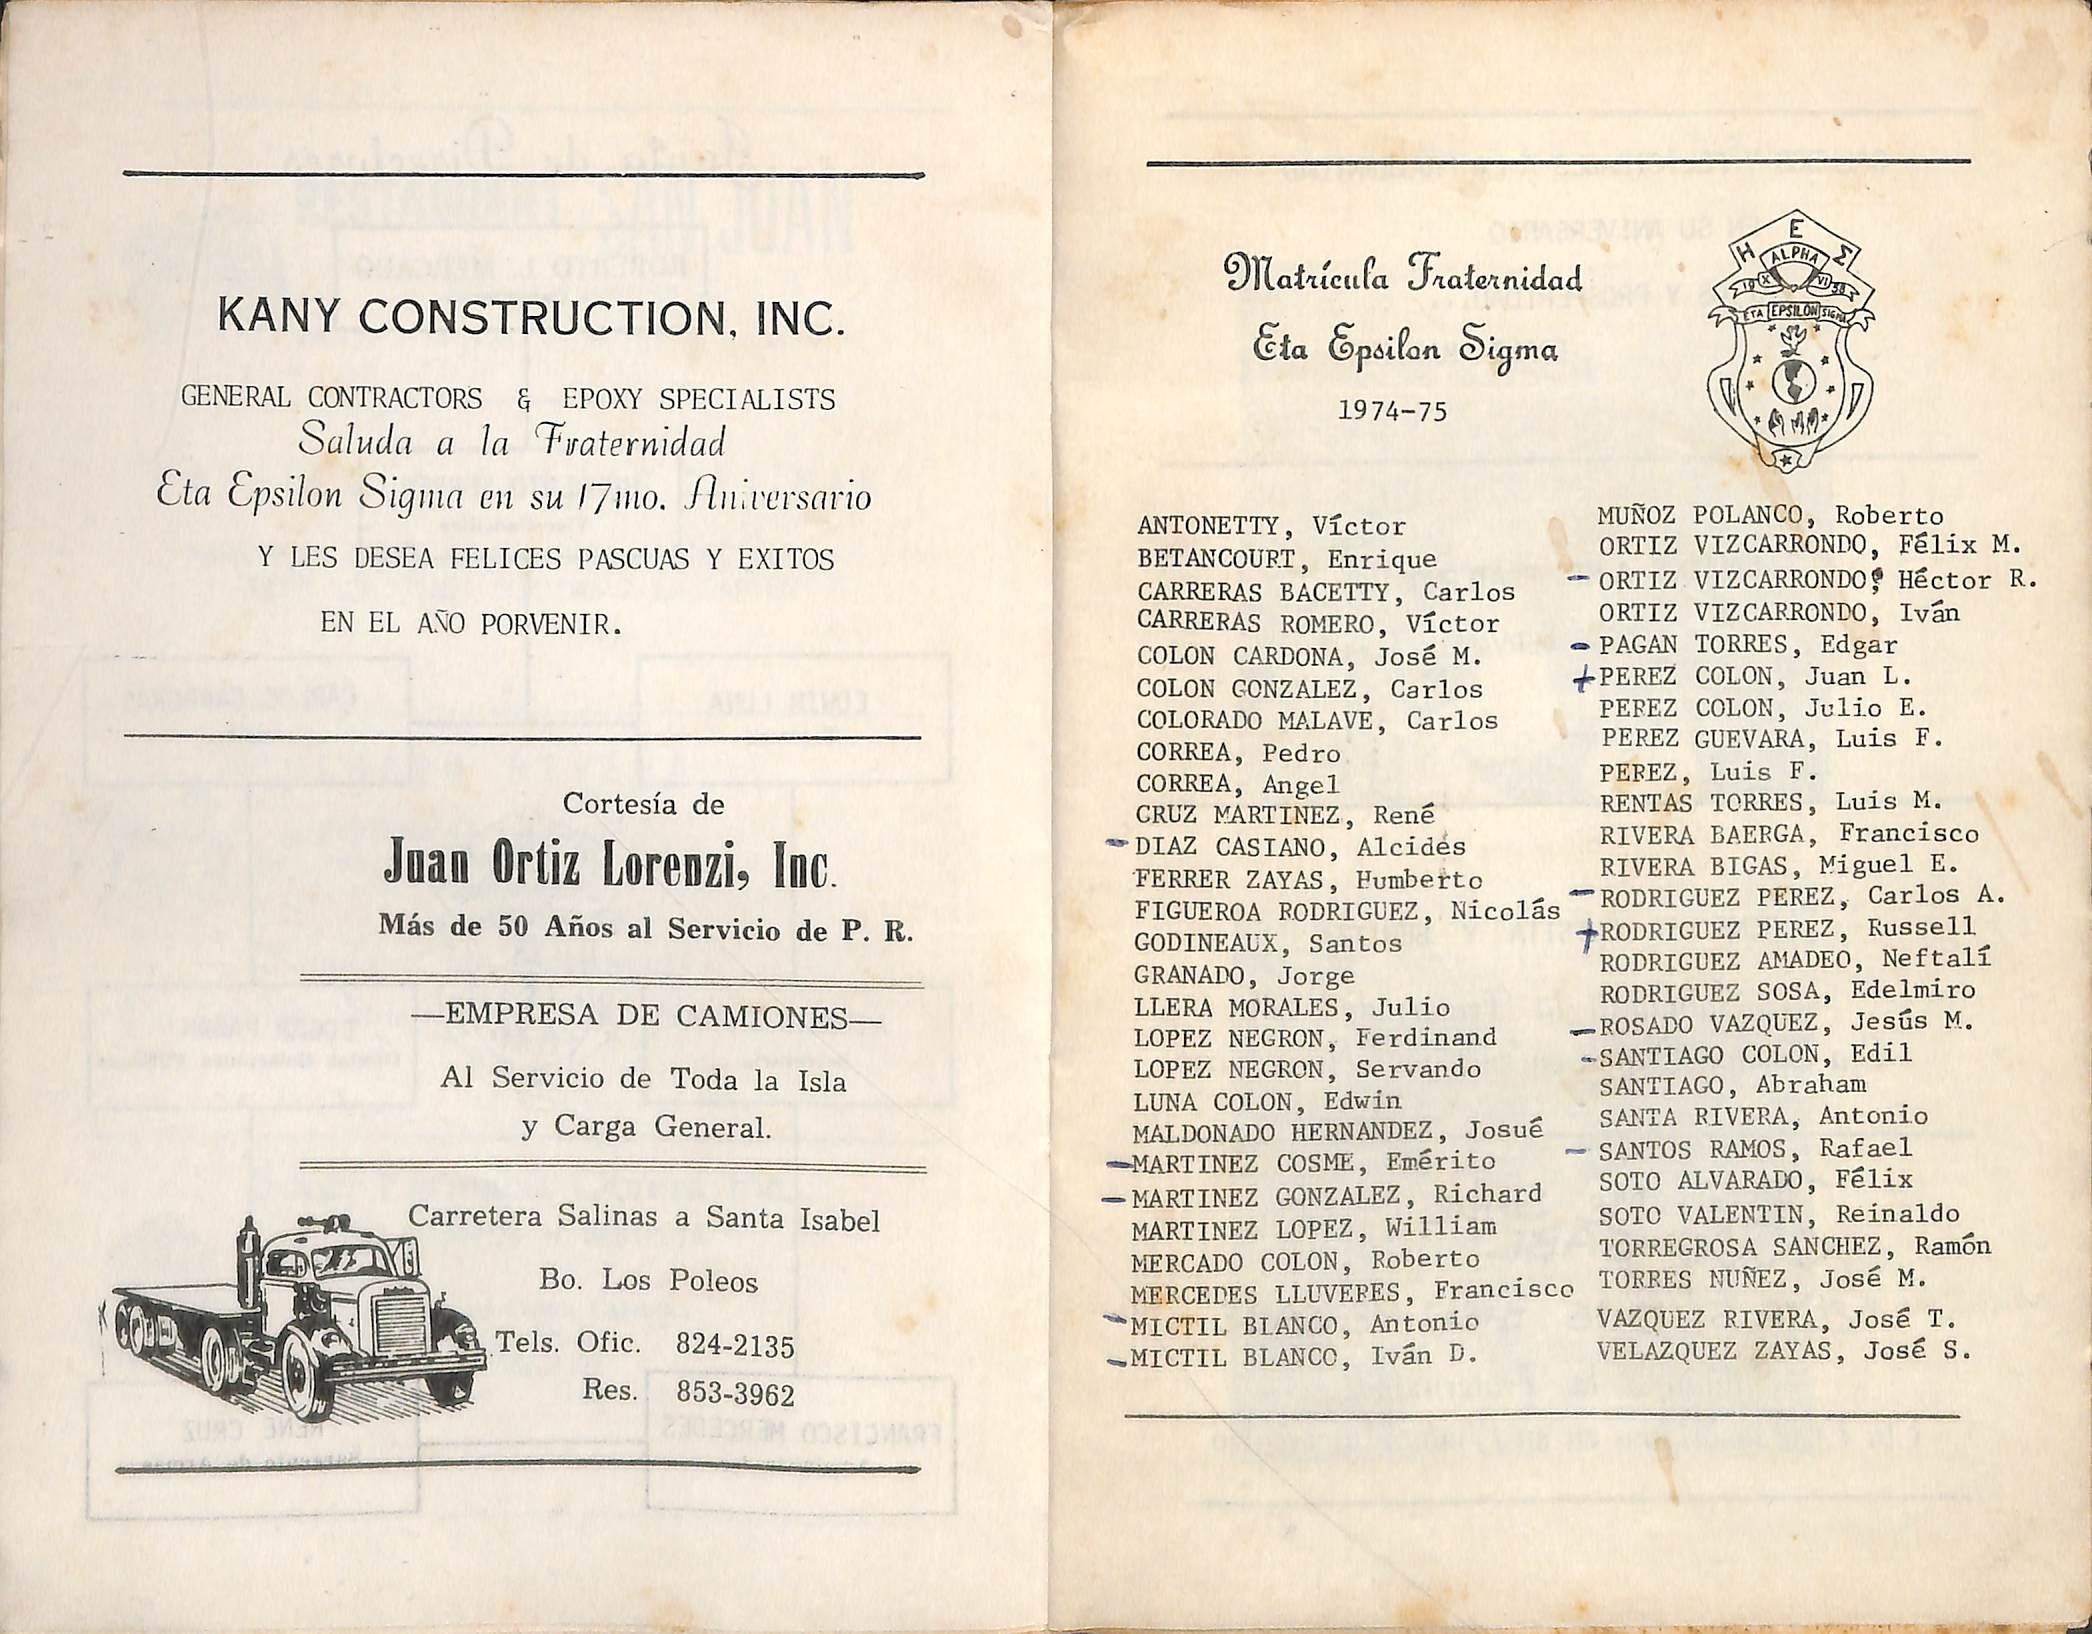 KANY CONSTRUCTION, INC.
GENERAL CONTRACTORS & EPOXY SPECIALISTS
Saluda a la Fraternidad
Eta Epsilon Sigma en su 17mo. Aniversario
Y LES DESEA FELICES PASCUAS Y EXITOS
EN EL AÑO PORVENIR.
Cortesía de
Juan Ortiz Lorenzi, Inc.
Más de 50 Años al Servicio de P. R.
—EMPRESA DE CAMIONES—
Al Servicio de Toda la Isla
y Carga General.
Carretera Salinas a Santa Isabel
Bo. Los Poleos
Tels. Ofic. 824-2135
Res. 853-3962
Matrícula Fraternidad
Eta Epsilon Sigma
1974-75
H E Σ
ALPHA
19 X VI 58
ETA EPSILON SIGMA
ANTONETTY, Víctor
BETANCOURT, Enrique
CARRERAS BACETTY, Carlos
CARRERAS ROMERO, Víctor
COLON CARDONA, José M.
COLON GONZALEZ, Carlos
COLORADO MALAVE, Carlos
CORREA, Pedro
CORREA, Angel
CRUZ MARTINEZ, René
- DIAZ CASIANO, Alcides
FERRER ZAYAS, Humberto
FIGUEROA RODRIGUEZ, Nicolás
GODINEAUX, Santos
GRANADO, Jorge
LLERA MORALES, Julio
LOPEZ NEGRON, Ferdinand
LOPEZ NEGRON, Servando
LUNA COLON, Edwin
MALDONADO HERNANDEZ, Josué
- MARTINEZ COSME, Emérito
- MARTINEZ GONZALEZ, Richard
MARTINEZ LOPEZ, William
MERCADO COLON, Roberto
MERCEDES LLUVERES, Francisco
- MICTIL BLANCO, Antonio
- MICTIL BLANCO, Iván D.
MUÑOZ POLANCO, Roberto
ORTIZ VIZCARRONDO, Félix M.
- ORTIZ VIZCARRONDO, Héctor R.
ORTIZ VIZCARRONDO, Iván
- PAGAN TORRES, Edgar
+ PEREZ COLON, Juan L.
PEREZ COLON, Julio E.
PEREZ GUEVARA, Luis F.
PEREZ, Luis F.
RENTAS TORRES, Luis M.
RIVERA BAERGA, Francisco
RIVERA BIGAS, Miguel E.
- RODRIGUEZ PEREZ, Carlos A.
+ RODRIGUEZ PEREZ, Russell
RODRIGUEZ AMADEO, Neftalí
RODRIGUEZ SOSA, Edelmiro
- ROSADO VAZQUEZ, Jesús M.
- SANTIAGO COLON, Edil
SANTIAGO, Abraham
SANTA RIVERA, Antonio
- SANTOS RAMOS, Rafael
SOTO ALVARADO, Félix
SOTO VALENTIN, Reinaldo
TORREGROSA SANCHEZ, Ramón
TORRES NUÑEZ, José M.
VAZQUEZ RIVERA, José T.
VELAZQUEZ ZAYAS, José S.